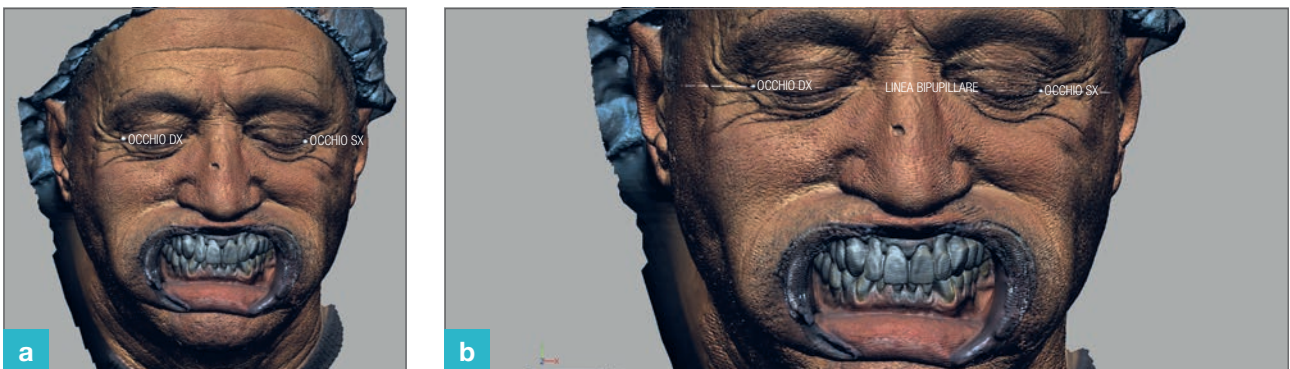 OCCHIO DX
OCCHIO SX
a
OCCHIO DX
LINEA BIPUPILLARE
OCCHIO SX
Z
X
b